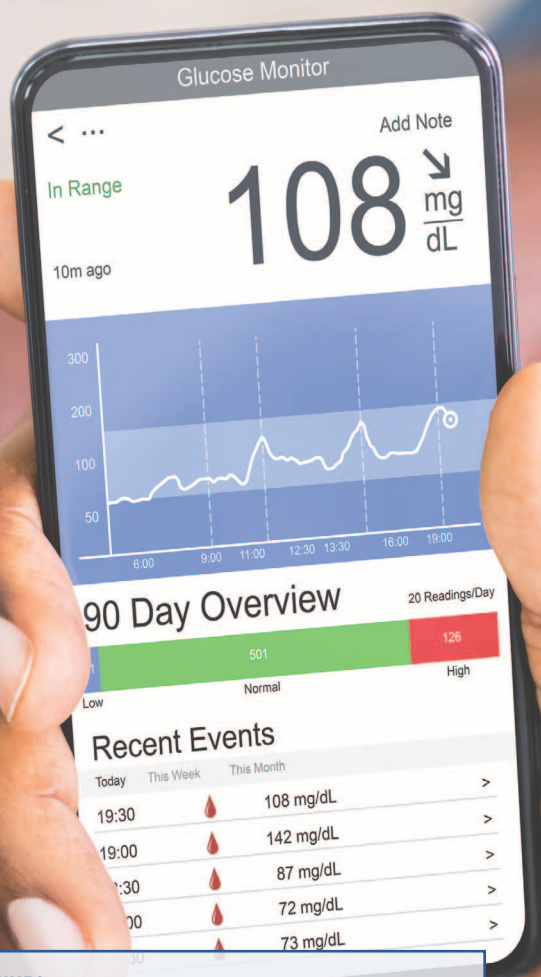 Glucose Monitor
< ...
Add Note
In Range
108 mg/dL
10m ago
300
200
100
50
6:00 9:00 11:00 12:30 13:30 16:00 19:00
90 Day Overview
20 Readings/Day
501 126
Low Normal High
Recent Events
Today This Week This Month
19:30 108 mg/dL >
19:00 142 mg/dL >
:30 87 mg/dL >
00 72 mg/dL >
30 73 mg/dL >